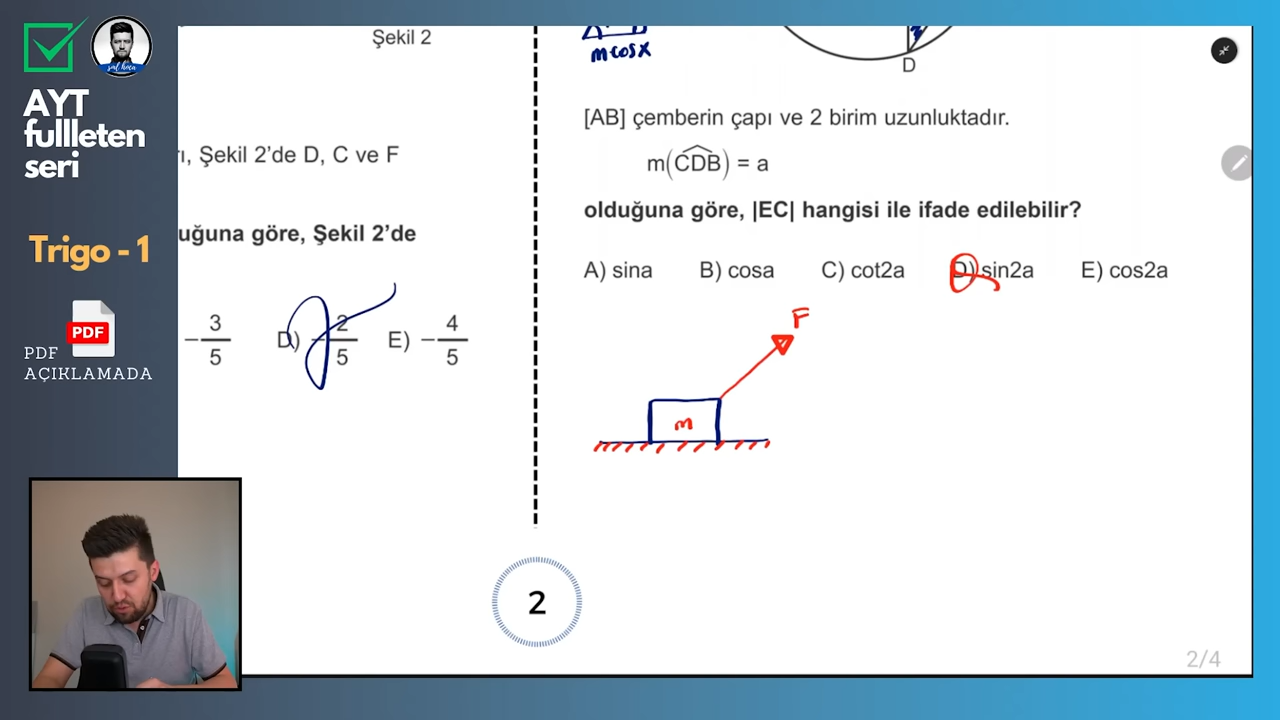 AYT
fullleten
seri
Trigo - 1
PDF
PDF
AÇIKLAMADA
Şekil 2
ı, Şekil 2'de D, C ve F
uğuna göre, Şekil 2'de
-3/5 D) -2/5 E) -4/5
mcosx
D
[AB] çemberin çapı ve 2 birim uzunluktadır.
m(CDB) = a
olduğuna göre, |EC| hangisi ile ifade edilebilir?
A) sina B) cosa C) cot2a D) sin2a E) cos2a
F
m
2
2/4